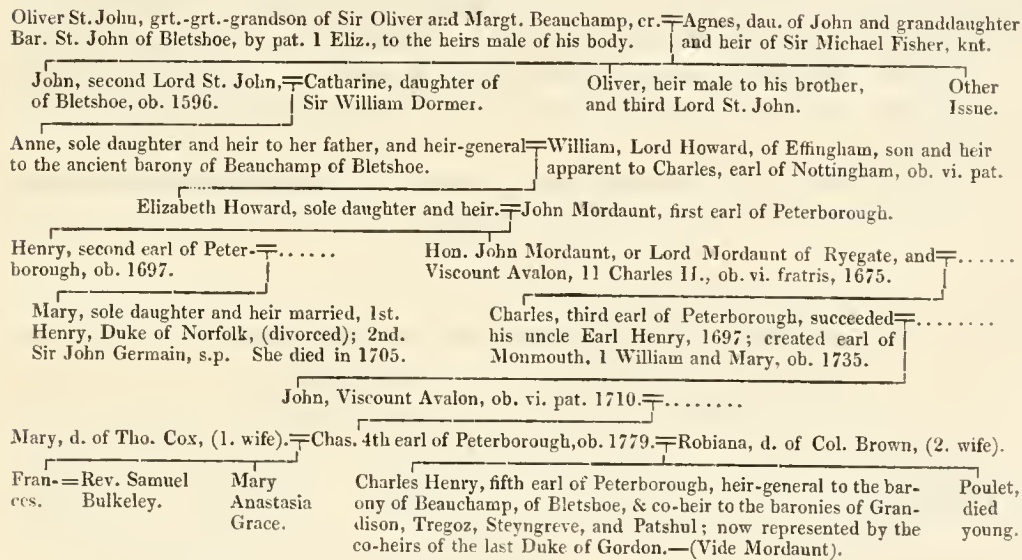 Oliver St. John, grt.-grt.-grandson of Sir Oliver and Margt. Beauchamp, cr.=Agnes, dau. of John and granddaughter
Bar. St. John of Bletshoe, by pat. 1 Eliz., to the heirs male of his body. and heir of Sir Michael Fisher, knt.
John, second Lord St. John,=Catharine, daughter of Oliver, heir male to his brother, Other
of Bletshoe, ob. 1596. Sir William Dormer. and third Lord St. John. Issue.
Anne, sole daughter and heir to her father, and heir-general=William, Lord Howard, of Effingham, son and heir
to the ancient barony of Beauchamp of Bletshoe. apparent to Charles, earl of Nottingham, ob. vi. pat.
Elizabeth Howard, sole daughter and heir.=John Mordaunt, first earl of Peterborough.
Henry, second earl of Peter-=...... Hon. John Mordaunt, or Lord Mordaunt of Ryegate, and=......
borough, ob. 1697. Viscount Avalon, 11 Charles II., ob. vi. fratris, 1675.
Mary, sole daughter and heir married, 1st. Charles, third earl of Peterborough, succeeded=........
Henry, Duke of Norfolk, (divorced); 2nd. his uncle Earl Henry, 1697; created earl of
Sir John Germain, s.p. She died in 1705. Monmouth, 1 William and Mary, ob. 1735.
John, Viscount Avalon, ob. vi. pat. 1710.=........
Mary, d. of Tho. Cox, (1. wife).=Chas. 4th earl of Peterborough, ob. 1779.=Robiana, d. of Col. Brown, (2. wife).
Fran-=Rev. Samuel Mary Charles Henry, fifth earl of Peterborough, heir-general to the bar- Poulet,
ces. Bulkeley. Anastasia ony of Beauchamp, of Bletshoe, & co-heir to the baronies of Gran- died
Grace. dison, Tregoz, Steyngreve, and Patshul; now represented by the young.
co-heirs of the last Duke of Gordon.—(Vide Mordaunt).